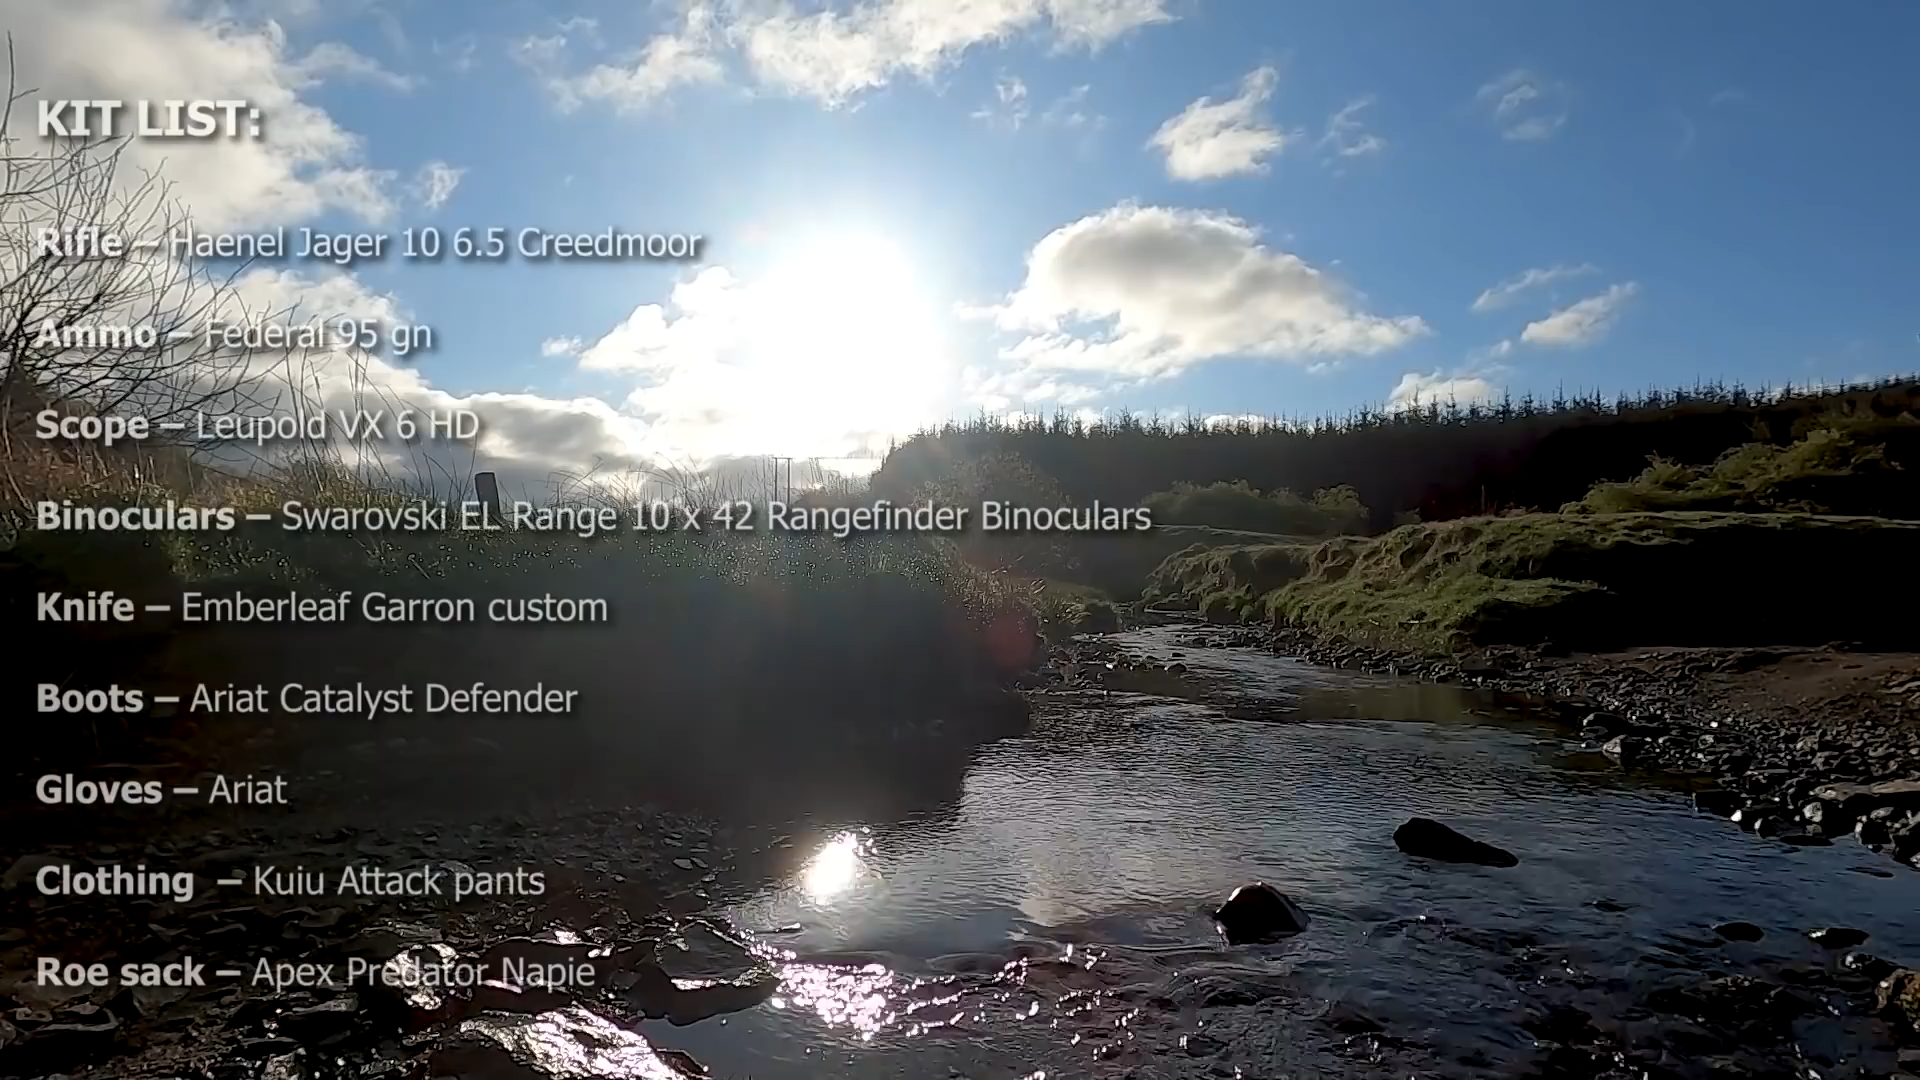 KIT LIST:
Rifle – Haenel Jager 10 6.5 Creedmoor
Ammo – Federal 95 gn
Scope – Leupold VX 6 HD
Binoculars – Swarovski EL Range 10 x 42 Rangefinder Binoculars
Knife – Emberleaf Garron custom
Boots – Ariat Catalyst Defender
Gloves – Ariat
Clothing – Kuiu Attack pants
Roe sack – Apex Predator Napie